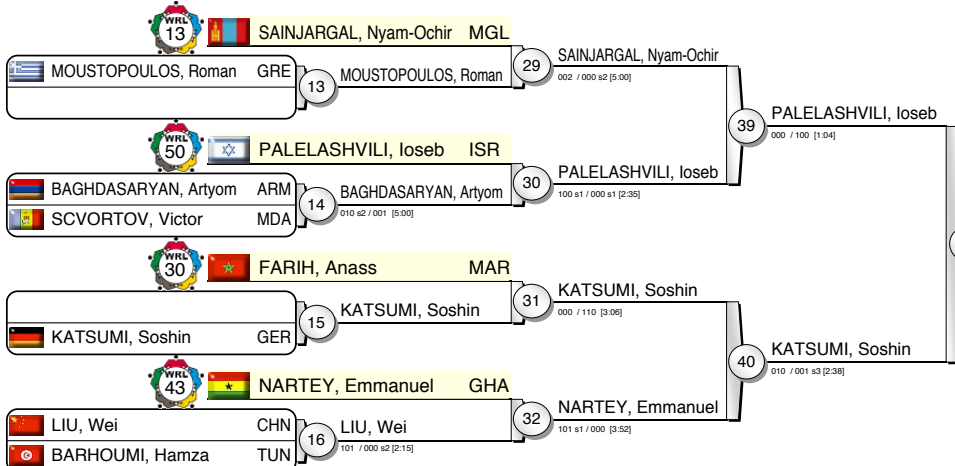 WRL 13 SAINJARGAL, Nyam-Ochir MGL
MOUSTOPOULOS, Roman GRE
13 MOUSTOPOULOS, Roman
29 SAINJARGAL, Nyam-Ochir
002 / 000 s2 [5:00]
WRL 50 PALELASHVILI, Ioseb ISR
BAGHDASARYAN, Artyom ARM
SCVORTOV, Victor MDA
14 BAGHDASARYAN, Artyom
010 s2 / 001 [5:00]
30 PALELASHVILI, Ioseb
100 s1 / 000 s1 [2:35]
39 PALELASHVILI, Ioseb
000 / 100 [1:04]
WRL 30 FARIH, Anass MAR
KATSUMI, Soshin GER
15 KATSUMI, Soshin
31 KATSUMI, Soshin
000 / 110 [3:06]
WRL 43 NARTEY, Emmanuel GHA
LIU, Wei CHN
BARHOUMI, Hamza TUN
16 LIU, Wei
101 / 000 s2 [2:15]
32 NARTEY, Emmanuel
101 s1 / 000 [3:52]
40 KATSUMI, Soshin
010 / 001 s3 [2:38]